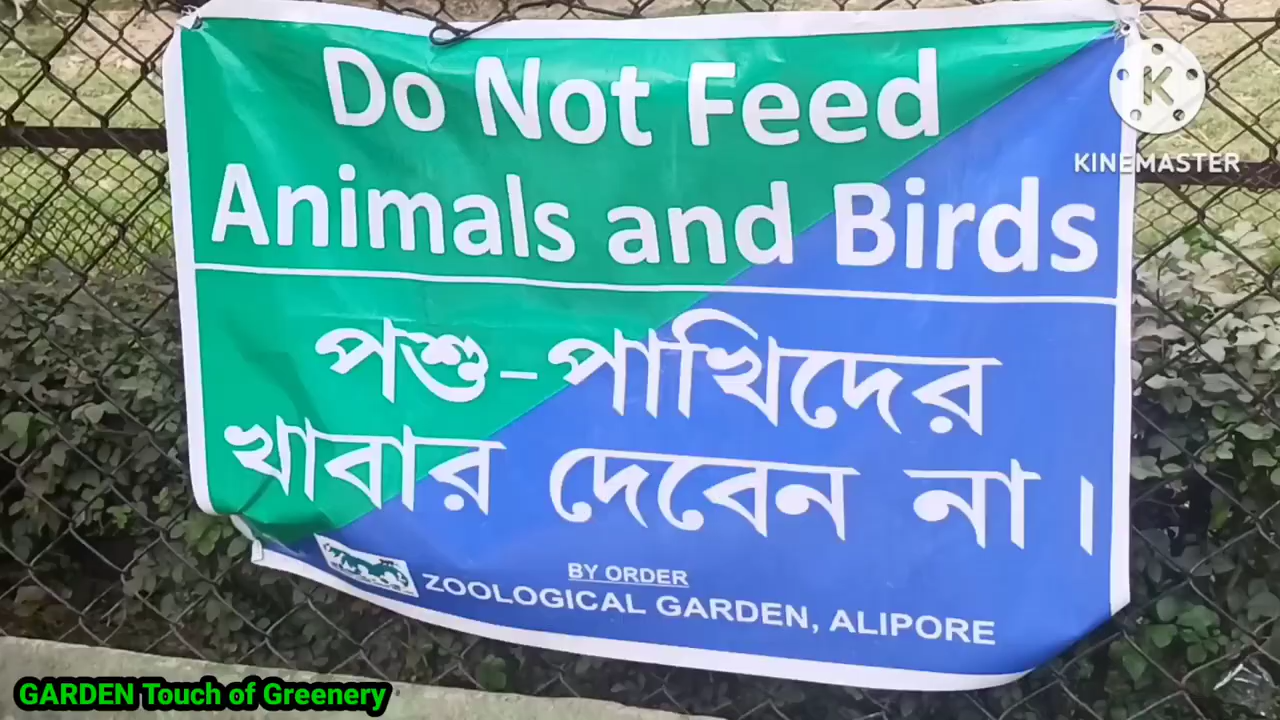 Do Not Feed
Animals and Birds
পশু-পাখিদের
খাবার দেবেন না।
BY ORDER
ZOOLOGICAL GARDEN, ALIPORE
K
KINEMASTER
GARDEN Touch of Greenery